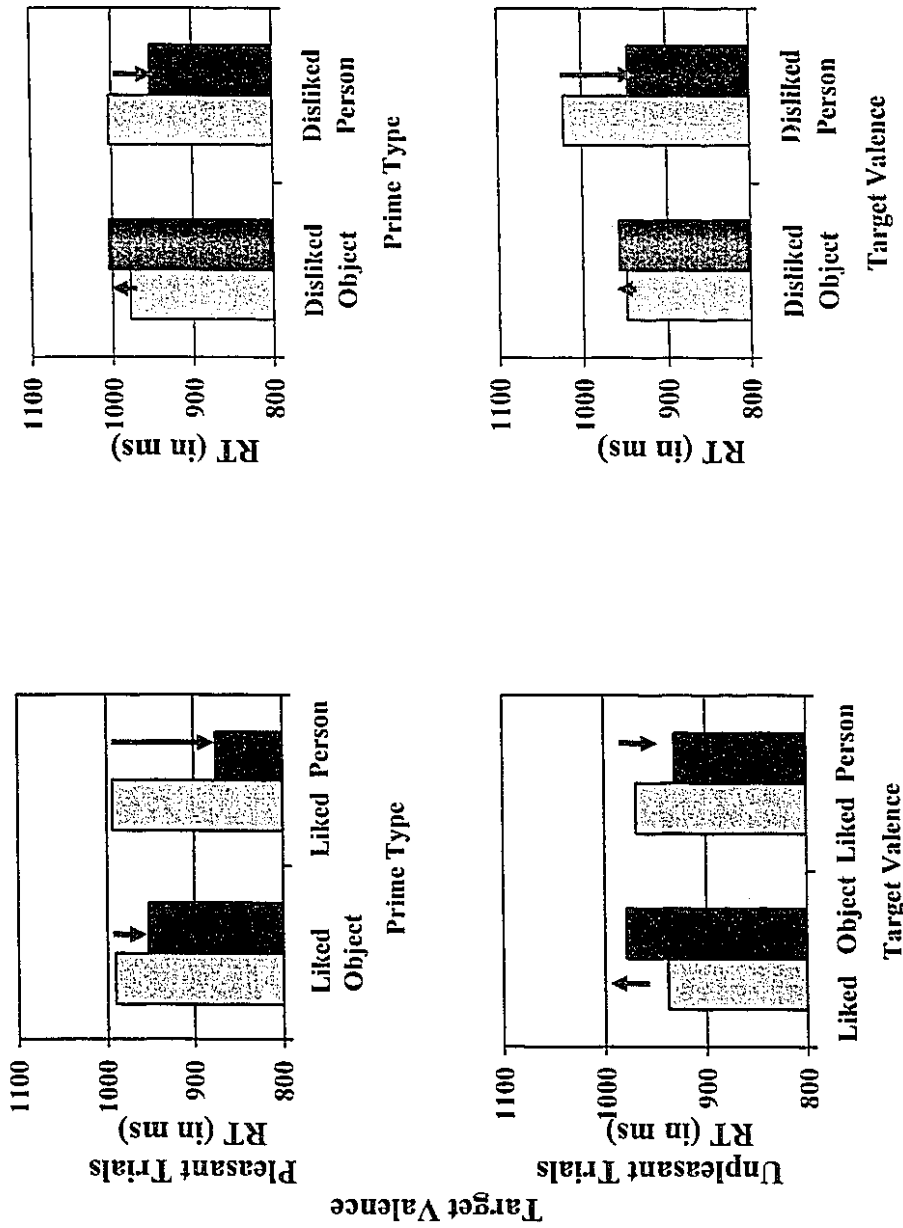 Target Valence
Pleasant Trials
RT (in ms)
1100
1000
900
800
Liked
Object
Liked Person
Prime Type
RT (in ms)
1100
1000
900
800
Disliked
Object
Disliked
Person
Prime Type
Unpleasant Trials
RT (in ms)
1100
1000
900
800
Liked Object Liked Person
Target Valence
RT (in ms)
1100
1000
900
800
Disliked
Object
Disliked
Person
Target Valence